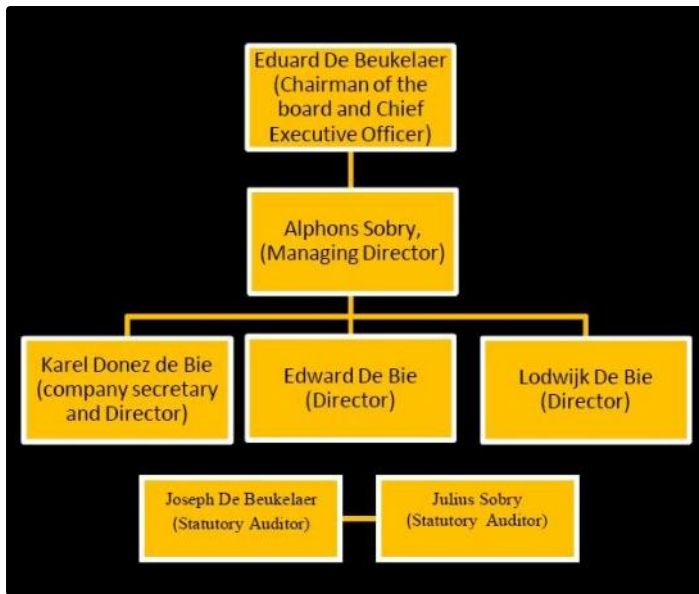 Eduard De Beukelaer
(Chairman of the
board and Chief
Executive Officer)
Alphons Sobry,
(Managing Director)
Karel Donez de Bie
(company secretary
and Director)
Edward De Bie
(Director)
Lodwijk De Bie
(Director)
Joseph De Beukelaer
(Statutory Auditor)
Julius Sobry
(Statutory Auditor)